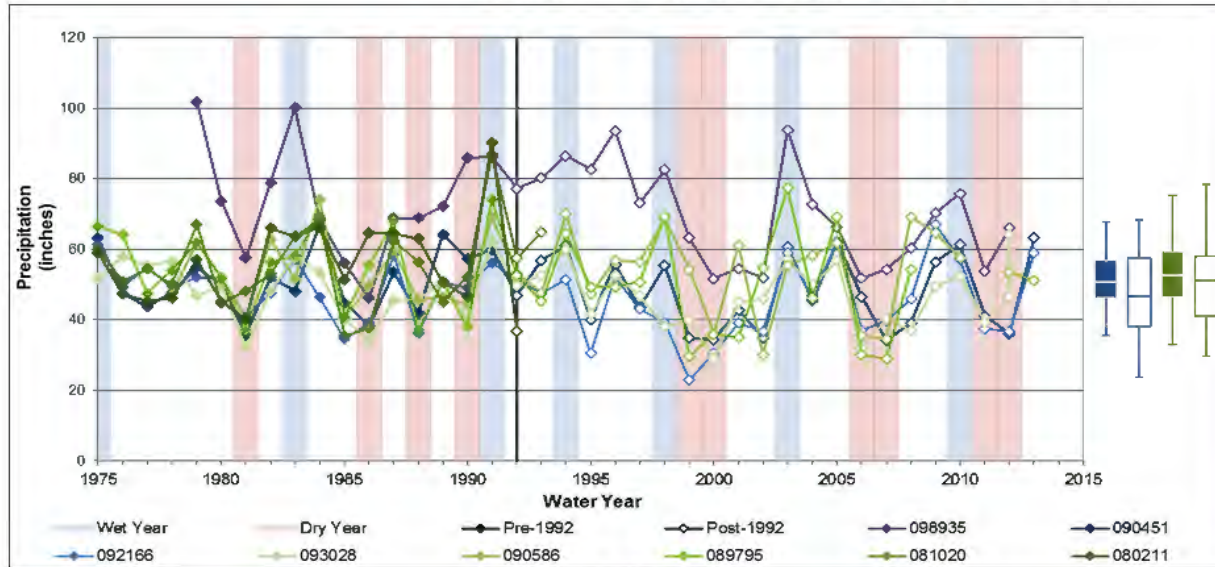 120
100
80
60
40
20
0
Precipitation
(inches)
1975 1980 1985 1990 1995 2000 2005 2010 2015
Water Year
Wet Year Dry Year Pre-1992 Post-1992 098935 090451
092166 093028 090586 089795 081020 080211